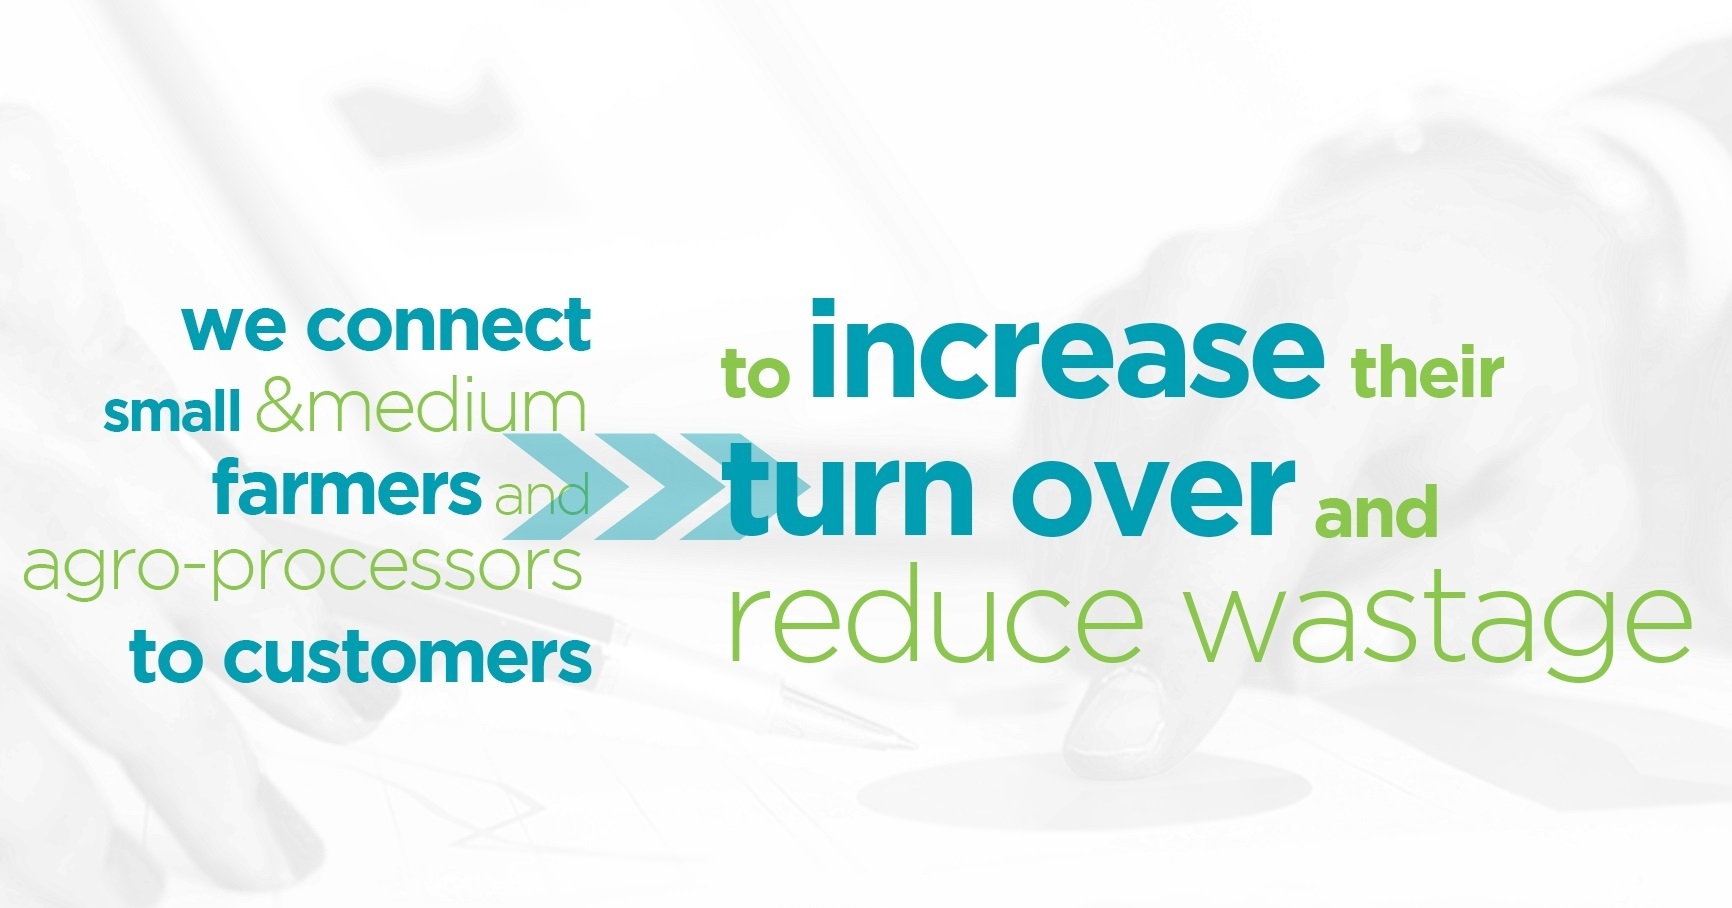 we connect
small &medium
farmers and
agro-processors
to customers
to increase their
turn over and
reduce wastage